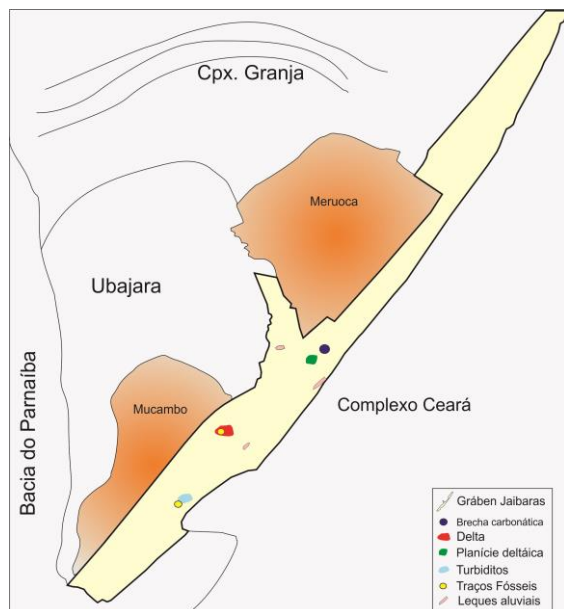 Cpx. Granja
Meruoca
Ubajara
Bacia do Parnaíba
Complexo Ceará
Mucambo
Gráben Jaibaras
Brecha carbonática
Delta
Planície deltáica
Turbiditos
Traços Fósseis
Leques aluviais